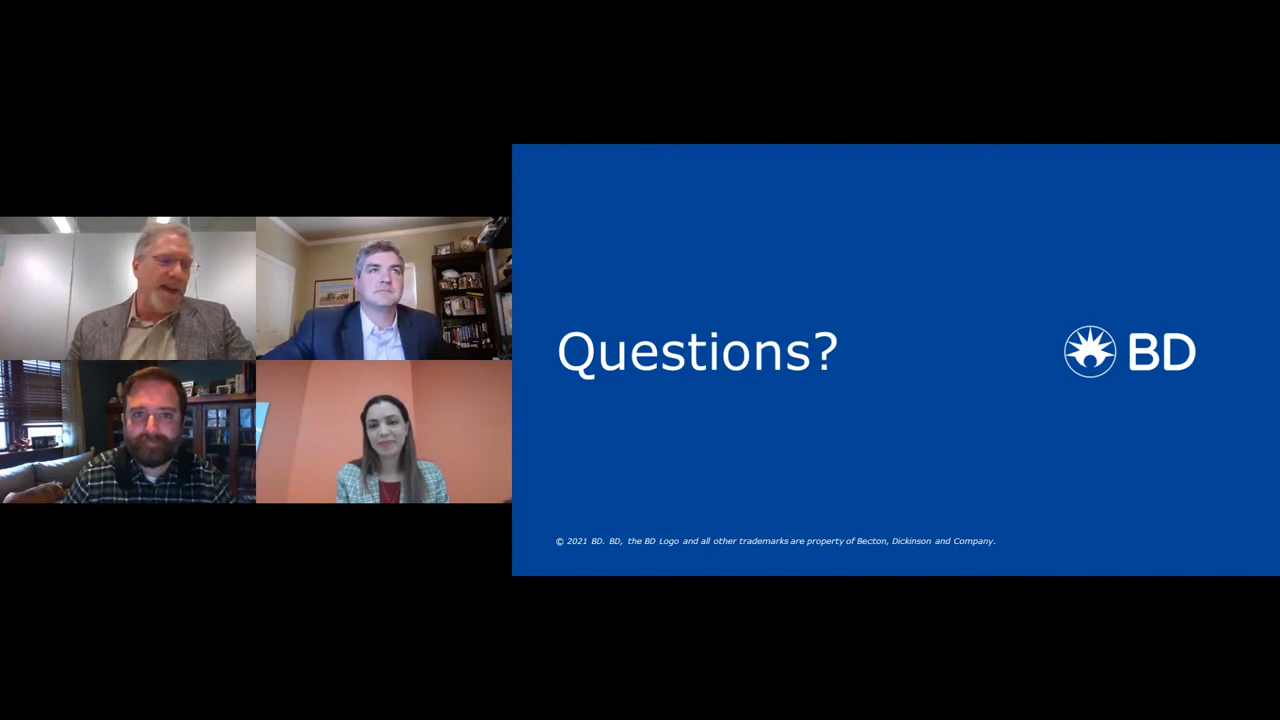 Questions?
BD
© 2021 BD. BD, the BD Logo and all other trademarks are property of Becton, Dickinson and Company.